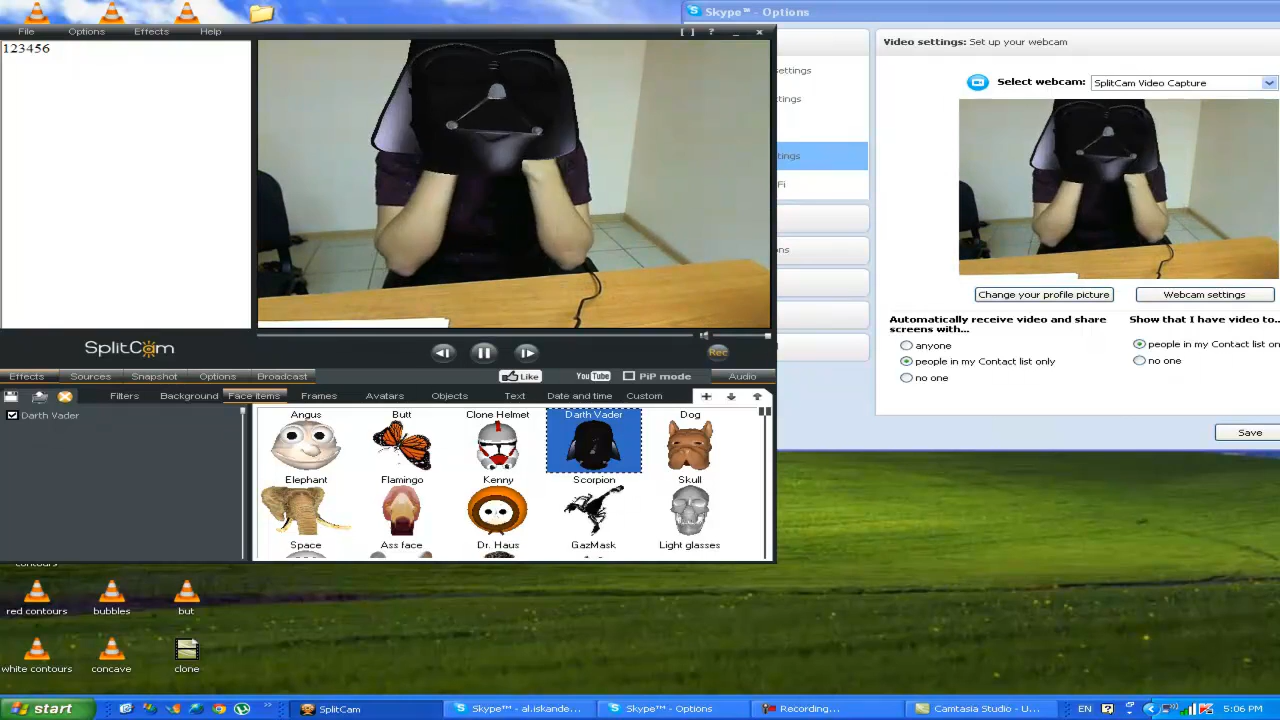 Skype™ - Options
File Options Effects Help
[ ] ? _ ×
123456
Video settings: Set up your webcam
ettings
Select webcam: SplitCam Video Capture
tings
ttings
Fi
ons
Change your profile picture Webcam settings
Automatically receive video and share screens with...
Show that I have video to...
anyone
people in my Contact list only
no one
people in my Contact list on
no one
Save
SplitCam
Rec
Effects Sources Snapshot Options Broadcast Like YouTube PiP mode Audio
Filters Background Face items Frames Avatars Objects Text Date and time Custom
Darth Vader
Angus Butt Clone Helmet Darth Vader Dog
Elephant Flamingo Kenny Scorpion Skull
Space Ass face Dr. Haus GazMask Light glasses
contours
red contours bubbles but
white contours concave clone
start SplitCam Skype™ - al.iskande... Skype™ - Options Recording... Camtasia Studio - U... EN 5:06 PM